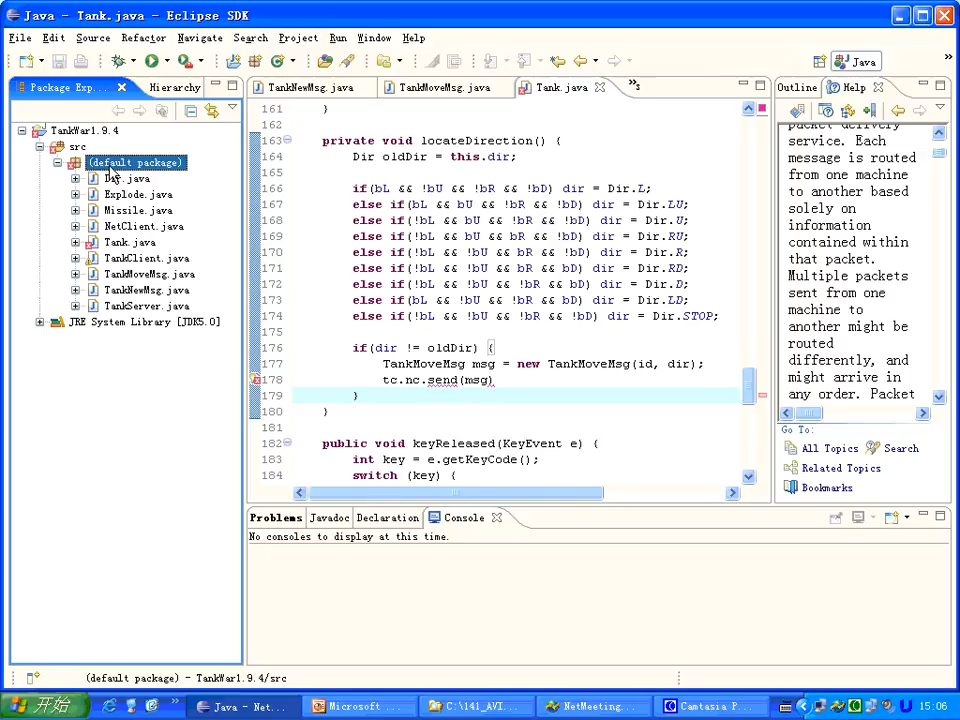 Java - Tank.java - Eclipse SDK
File Edit Source Refactor Navigate Search Project Run Window Help
Java
Package Exp...
Hierarchy
TankNewMsg.java
TankMoveMsg.java
Tank.java
Outline
Help
TankWar1.9.4
src
(default package)
Explode.java
Missile.java
NetClient.java
Tank.java
TankClient.java
TankMoveMsg.java
TankNewMsg.java
TankServer.java
JRE System Library [JDK5.0]
161 }
162
163 private void locateDirection() {
164 Dir oldDir = this.dir;
165
166 if(bL && !bU && !bR && !bD) dir = Dir.L;
167 else if(bL && bU && !bR && !bD) dir = Dir.LU;
168 else if(!bL && bU && !bR && !bD) dir = Dir.U;
169 else if(!bL && bU && bR && !bD) dir = Dir.RU;
170 else if(!bL && !bU && bR && !bD) dir = Dir.R;
171 else if(!bL && !bU && bR && bD) dir = Dir.RD;
172 else if(!bL && !bU && !bR && bD) dir = Dir.D;
173 else if(bL && !bU && !bR && bD) dir = Dir.LD;
174 else if(!bL && !bU && !bR && !bD) dir = Dir.STOP;
175
176 if(dir != oldDir) {
177 TankMoveMsg msg = new TankMoveMsg(id, dir);
178 tc.nc.send(msg)
179 }
180 }
181
182 public void keyReleased(KeyEvent e) {
183 int key = e.getKeyCode();
184 switch (key) {
packet delivery
service. Each
message is routed
from one machine
to another based
solely on
information
contained within
that packet.
Multiple packets
sent from one
machine to
another might be
routed
differently, and
might arrive in
any order. Packet
Go To:
All Topics Search
Related Topics
Bookmarks
Problems Javadoc Declaration Console
No consoles to display at this time.
(default package) - TankWar1.9.4/src
开始
Java - Net...
Microsoft ...
C:\141_AVI...
NetMeeting...
Camtasia P...
15:06